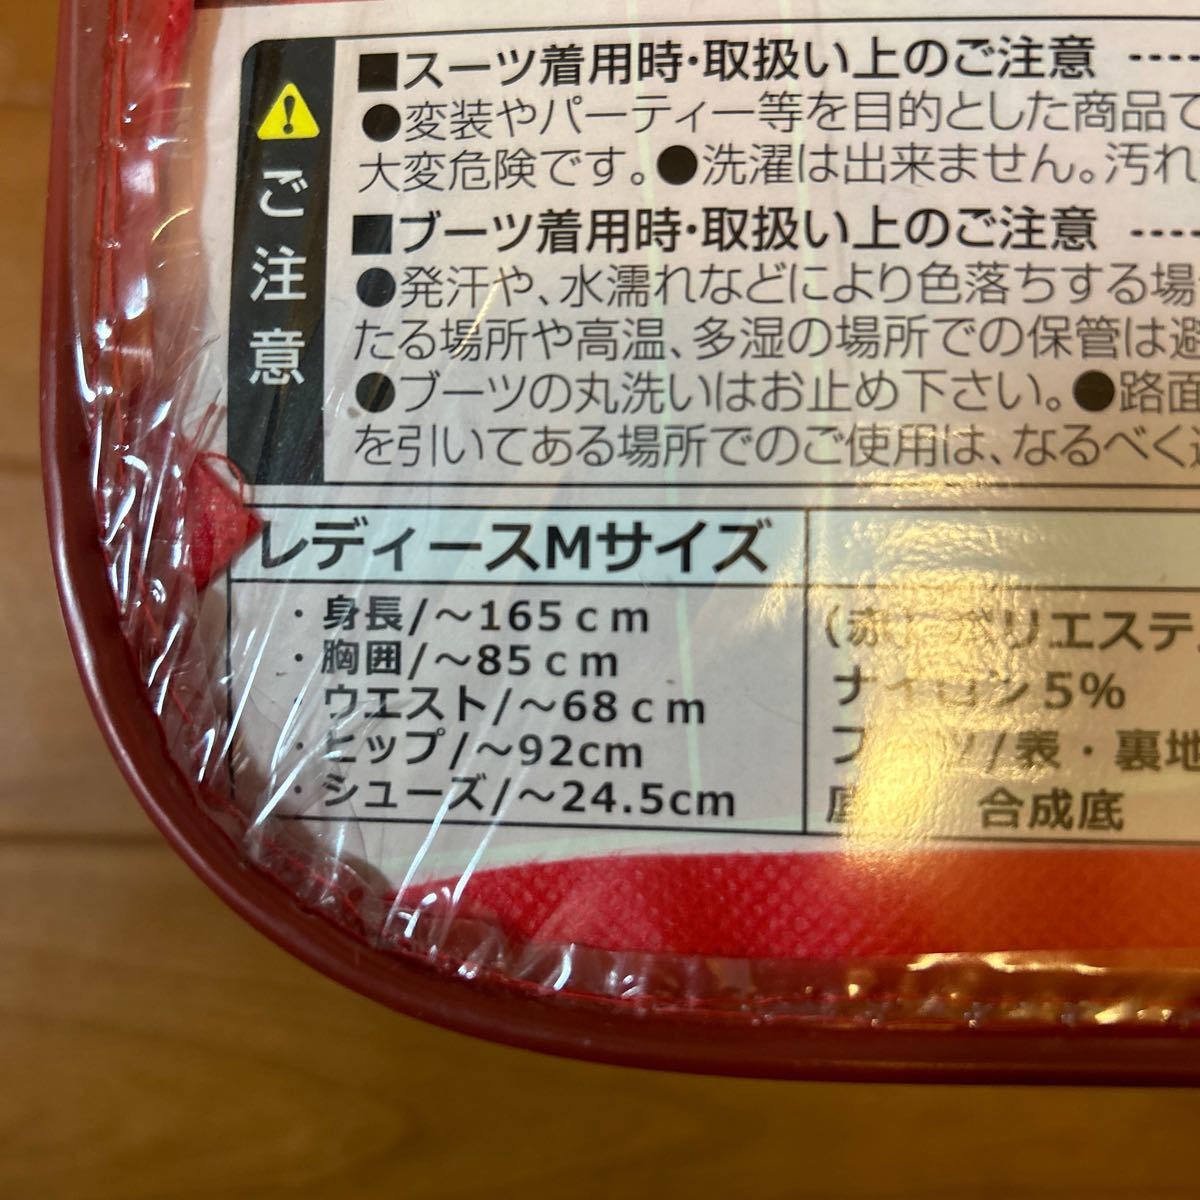 ご注意
■スーツ着用時・取扱い上のご注意 ----
●変装やパーティー等を目的とした商品で
大変危険です。●洗濯は出来ません。汚れ
■ブーツ着用時・取扱い上のご注意 ----
●発汗や、水濡れなどにより色落ちする場
たる場所や高温、多湿の場所での保管は避
●ブーツの丸洗いはお止め下さい。●路面
を引いてある場所でのご使用は、なるべく
レディースMサイズ
・身長/～165cm
・胸囲/～85cm
・ウエスト/～68cm
・ヒップ/～92cm
・シューズ/～24.5cm
(赤) ポリエステ
ナイロン5%
/表・裏地
合成底